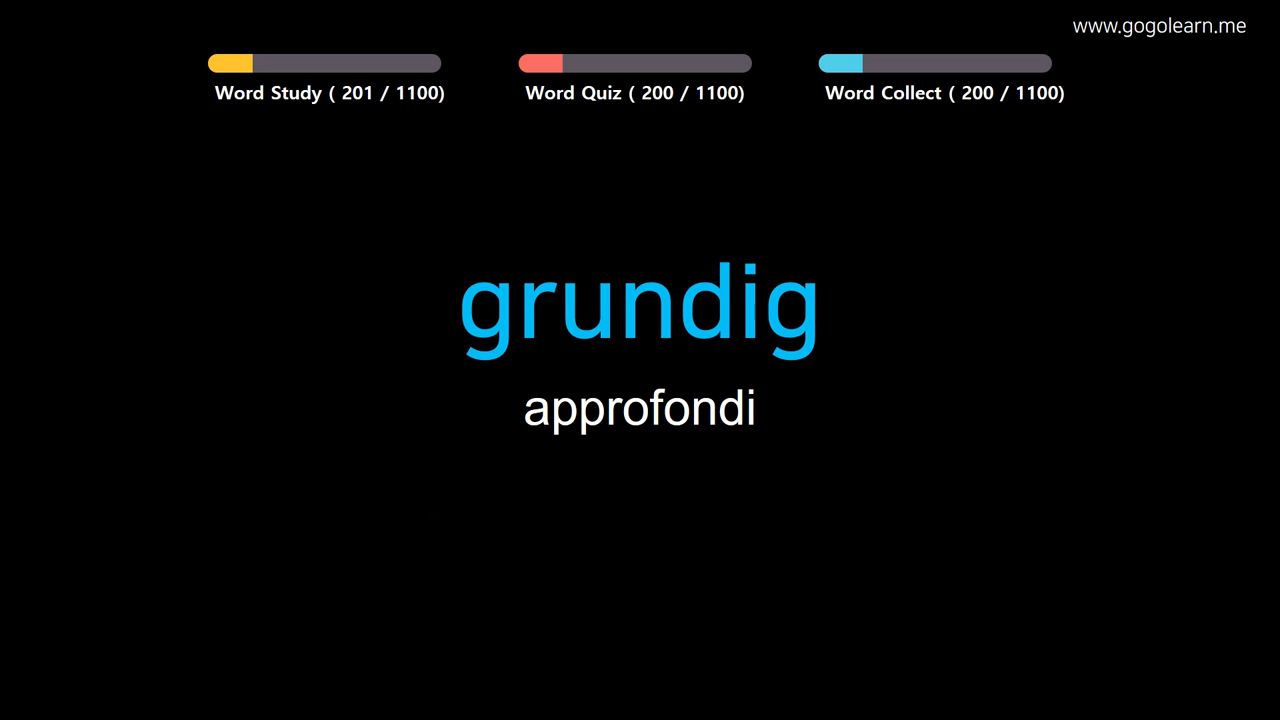 www.gogolearn.me
Word Study ( 201 / 1100)
Word Quiz ( 200 / 1100)
Word Collect ( 200 / 1100)
grundig
approfondi